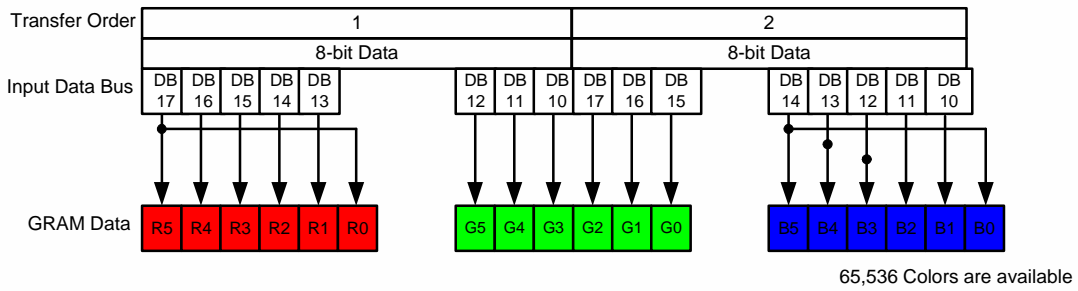 Transfer Order 1 2
8-bit Data 8-bit Data
Input Data Bus DB 17 DB 16 DB 15 DB 14 DB 13 DB 12 DB 11 DB 10 DB 17 DB 16 DB 15 DB 14 DB 13 DB 12 DB 11 DB 10
GRAM Data R5 R4 R3 R2 R1 R0 G5 G4 G3 G2 G1 G0 B5 B4 B3 B2 B1 B0
65,536 Colors are available